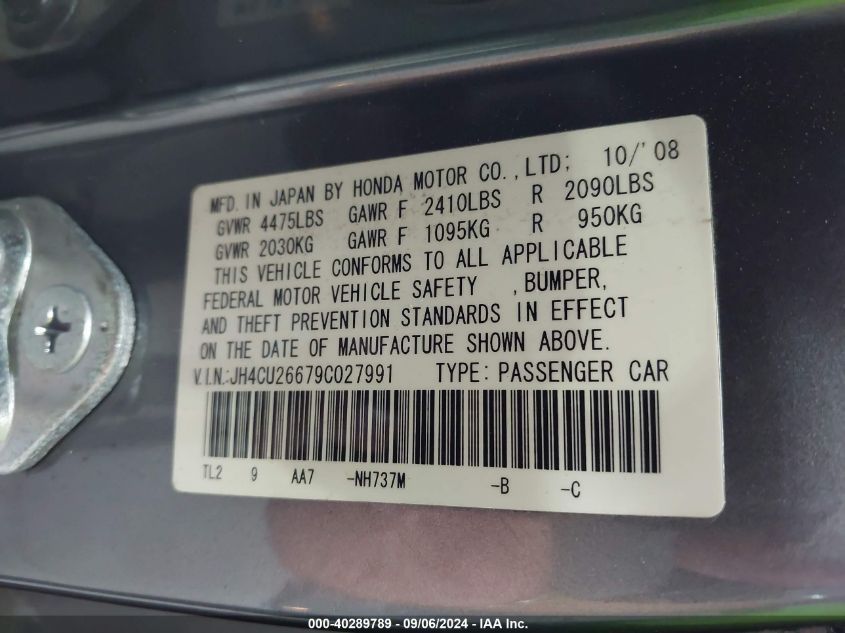 MFD. IN JAPAN BY HONDA MOTOR CO.,LTD; 10/'08
GVWR 4475LBS GAWR F 2410LBS R 2090LBS
GVWR 2030KG GAWR F 1095KG R 950KG
THIS VEHICLE CONFORMS TO ALL APPLICABLE
FEDERAL MOTOR VEHICLE SAFETY ,BUMPER,
AND THEFT PREVENTION STANDARDS IN EFFECT
ON THE DATE OF MANUFACTURE SHOWN ABOVE.
V.I.N.:JH4CU26679C027991 TYPE:PASSENGER CAR
TL2 9 AA7 -NH737M -B -C
000-40289789 - 09/06/2024 - IAA Inc.